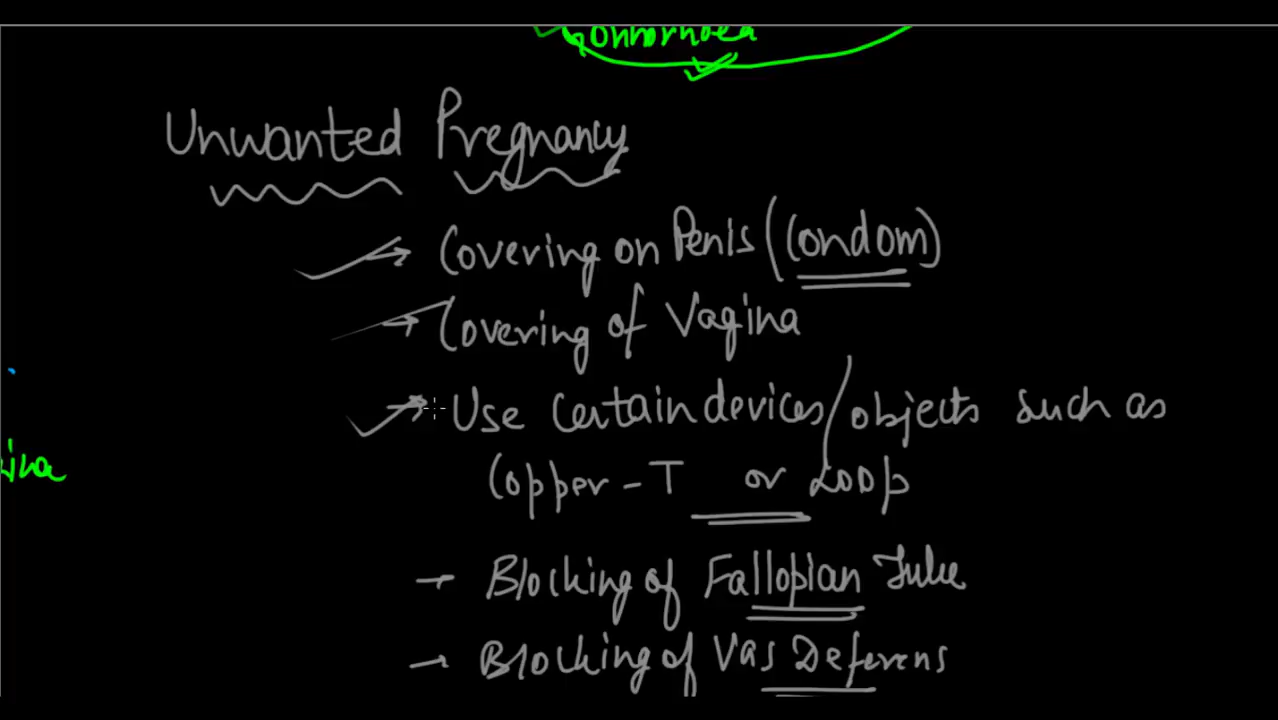 Gonnorhoea
Unwanted Pregnancy
Covering on Penis (Condom)
Covering of Vagina
Use certain devices/objects such as
Copper-T or Loop
Blocking of Fallopian Tube
Blocking of Vas Deferens